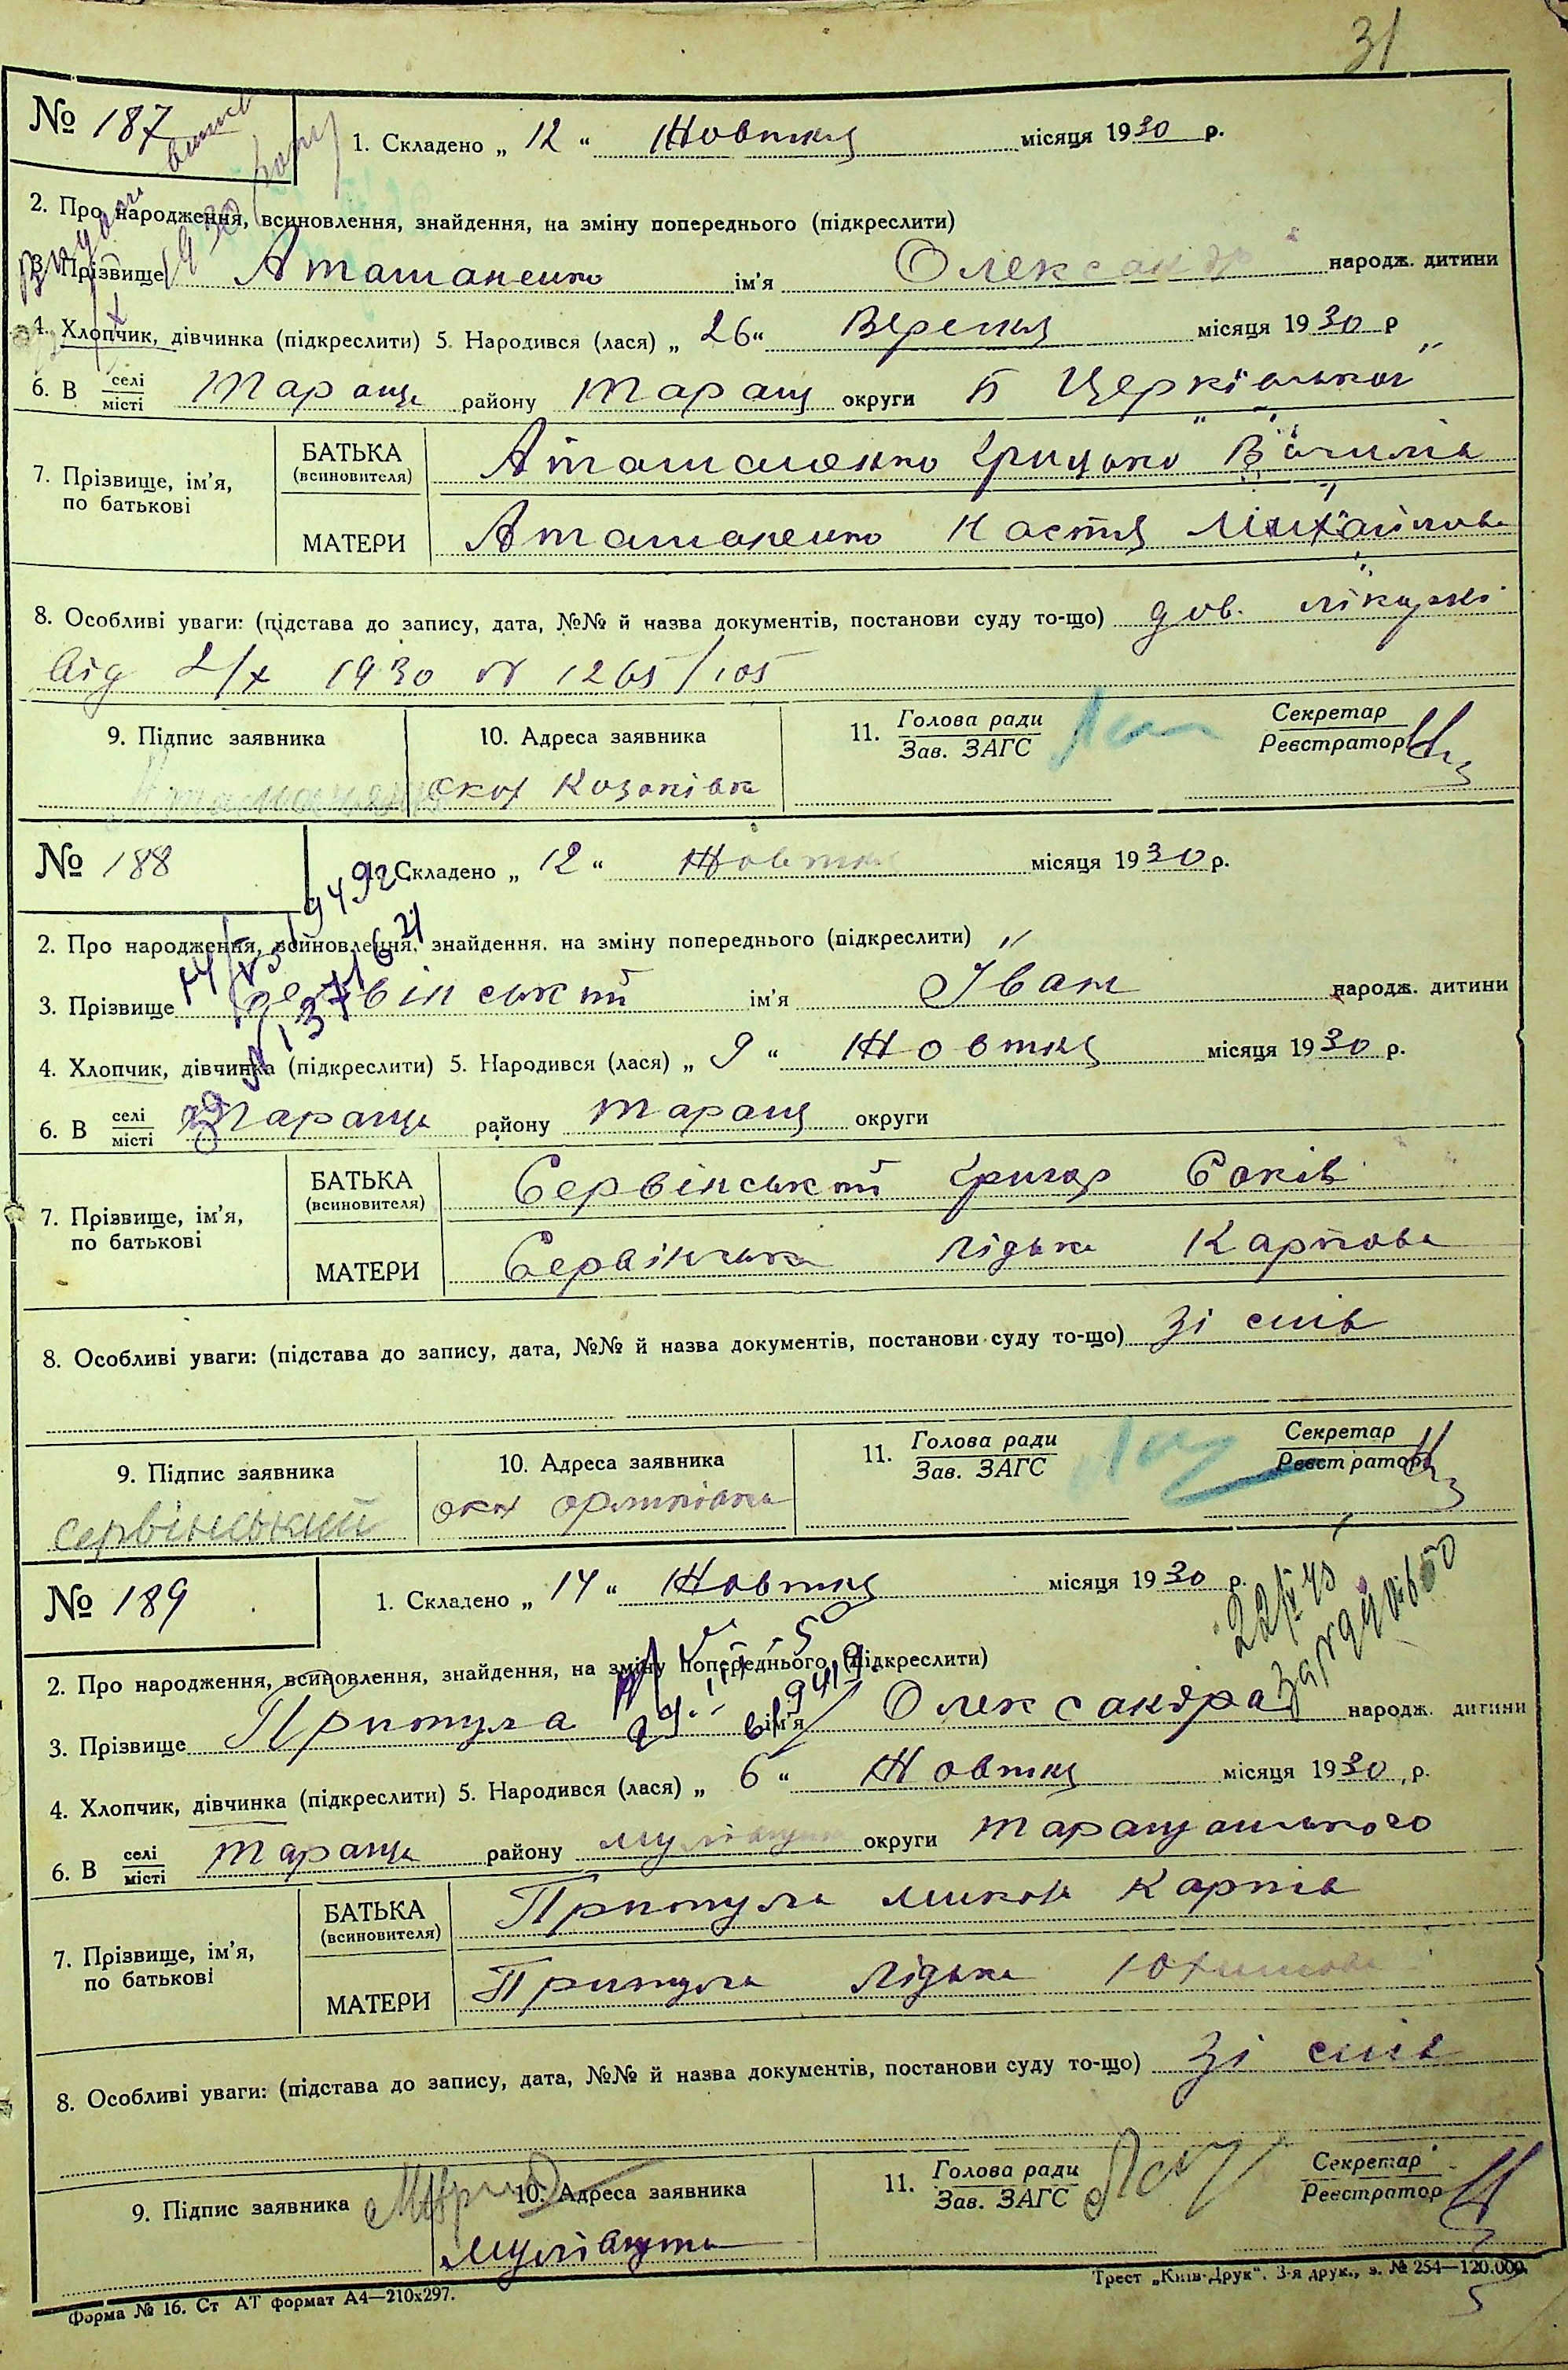 31
№ 187
1. Складено „ 12 “ Жовтня місяця 1930 р.
2. Про народження, всиновлення, знайдення, на зміну попереднього (підкреслити)
3. Прізвище Атаманенко ім'я Олександр народж. дитини
4. Хлопчик, дівчинка (підкреслити) 5. Народився (лася) „ 26 “ Вересня місяця 1930 р
6. В селі місті Тараща району Таращ округи Б Церківської
7. Прізвище, ім'я, по батькові
БАТЬКА (всиновителя) Атаманенко Грицько
МАТЕРИ Атаманенко Настя Михайлова
8. Особливі уваги: (підстава до запису, дата, №№ й назва документів, постанови суду то-що) дов. лікарні
від 2/X 1930 № 1265/105
9. Підпис заявника
10. Адреса заявника
11. Голова ради Зав. ЗАГС
Секретар Реєстратор
окол Козаківка
№ 188
1. Складено „ 12 “ Жовтня місяця 1930 р.
2. Про народження, всиновлення, знайдення, на зміну попереднього (підкреслити)
3. Прізвище Сервінський ім'я Іван народж. дитини
4. Хлопчик, дівчинка (підкреслити) 5. Народився (лася) „ 9 “ Жовтня місяця 1930 р.
6. В селі місті Тараща району Таращ округи
7. Прізвище, ім'я, по батькові
БАТЬКА (всиновителя) Сервінський Григор
МАТЕРИ Сервінська Лідька Карпова
8. Особливі уваги: (підстава до запису, дата, №№ й назва документів, постанови суду то-що) Зі слів
9. Підпис заявника
10. Адреса заявника
11. Голова ради Зав. ЗАГС
Секретар Реєстратор
сервінський
№ 189
1. Складено „ 14 “ Жовтня місяця 1930 р.
2. Про народження, всиновлення, знайдення, на зміну попереднього (підкреслити)
3. Прізвище Притула ім'я Олександра народж. дитини
4. Хлопчик, дівчинка (підкреслити) 5. Народився (лася) „ 6 “ Жовтня місяця 1930 р.
6. В селі місті Тараща району округи Таращанського
7. Прізвище, ім'я, по батькові
БАТЬКА (всиновителя) Притула Микола Карпів
МАТЕРИ Притула Лідька Юхимова
8. Особливі уваги: (підстава до запису, дата, №№ й назва документів, постанови суду то-що) Зі слів
9. Підпис заявника
10. Адреса заявника
11. Голова ради Зав. ЗАГС
Секретар Реєстратор
Форма № 16. Ст АТ формат А4—210х297.
Трест „Київ-Друк“. 3-я друк., з. № 254—120.000.